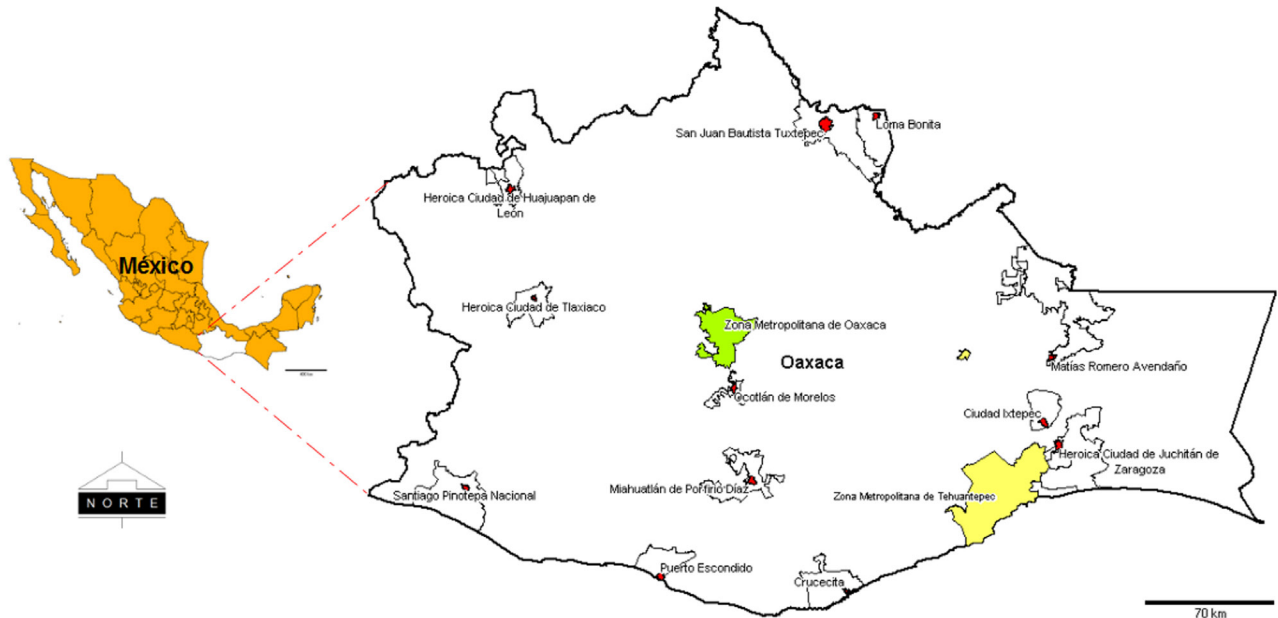 San Juan Bautista Tuxtepec
Loma Bonita
Heroica Ciudad de Huajuapan de
León
México
Heroica Ciudad de Tlaxiaco
Zona Metropolitana de Oaxaca
Oaxaca
Matías Romero Avendaño
Ocotlán de Morelos
Ciudad Ixtepec
Heroica Ciudad de Juchitán de
Zaragoza
Santiago Pinotepa Nacional
Miahuatlán de Porfirio Díaz
Zona Metropolitana de Tehuantepec
NORTE
Puerto Escondido
Crucecita
70 km